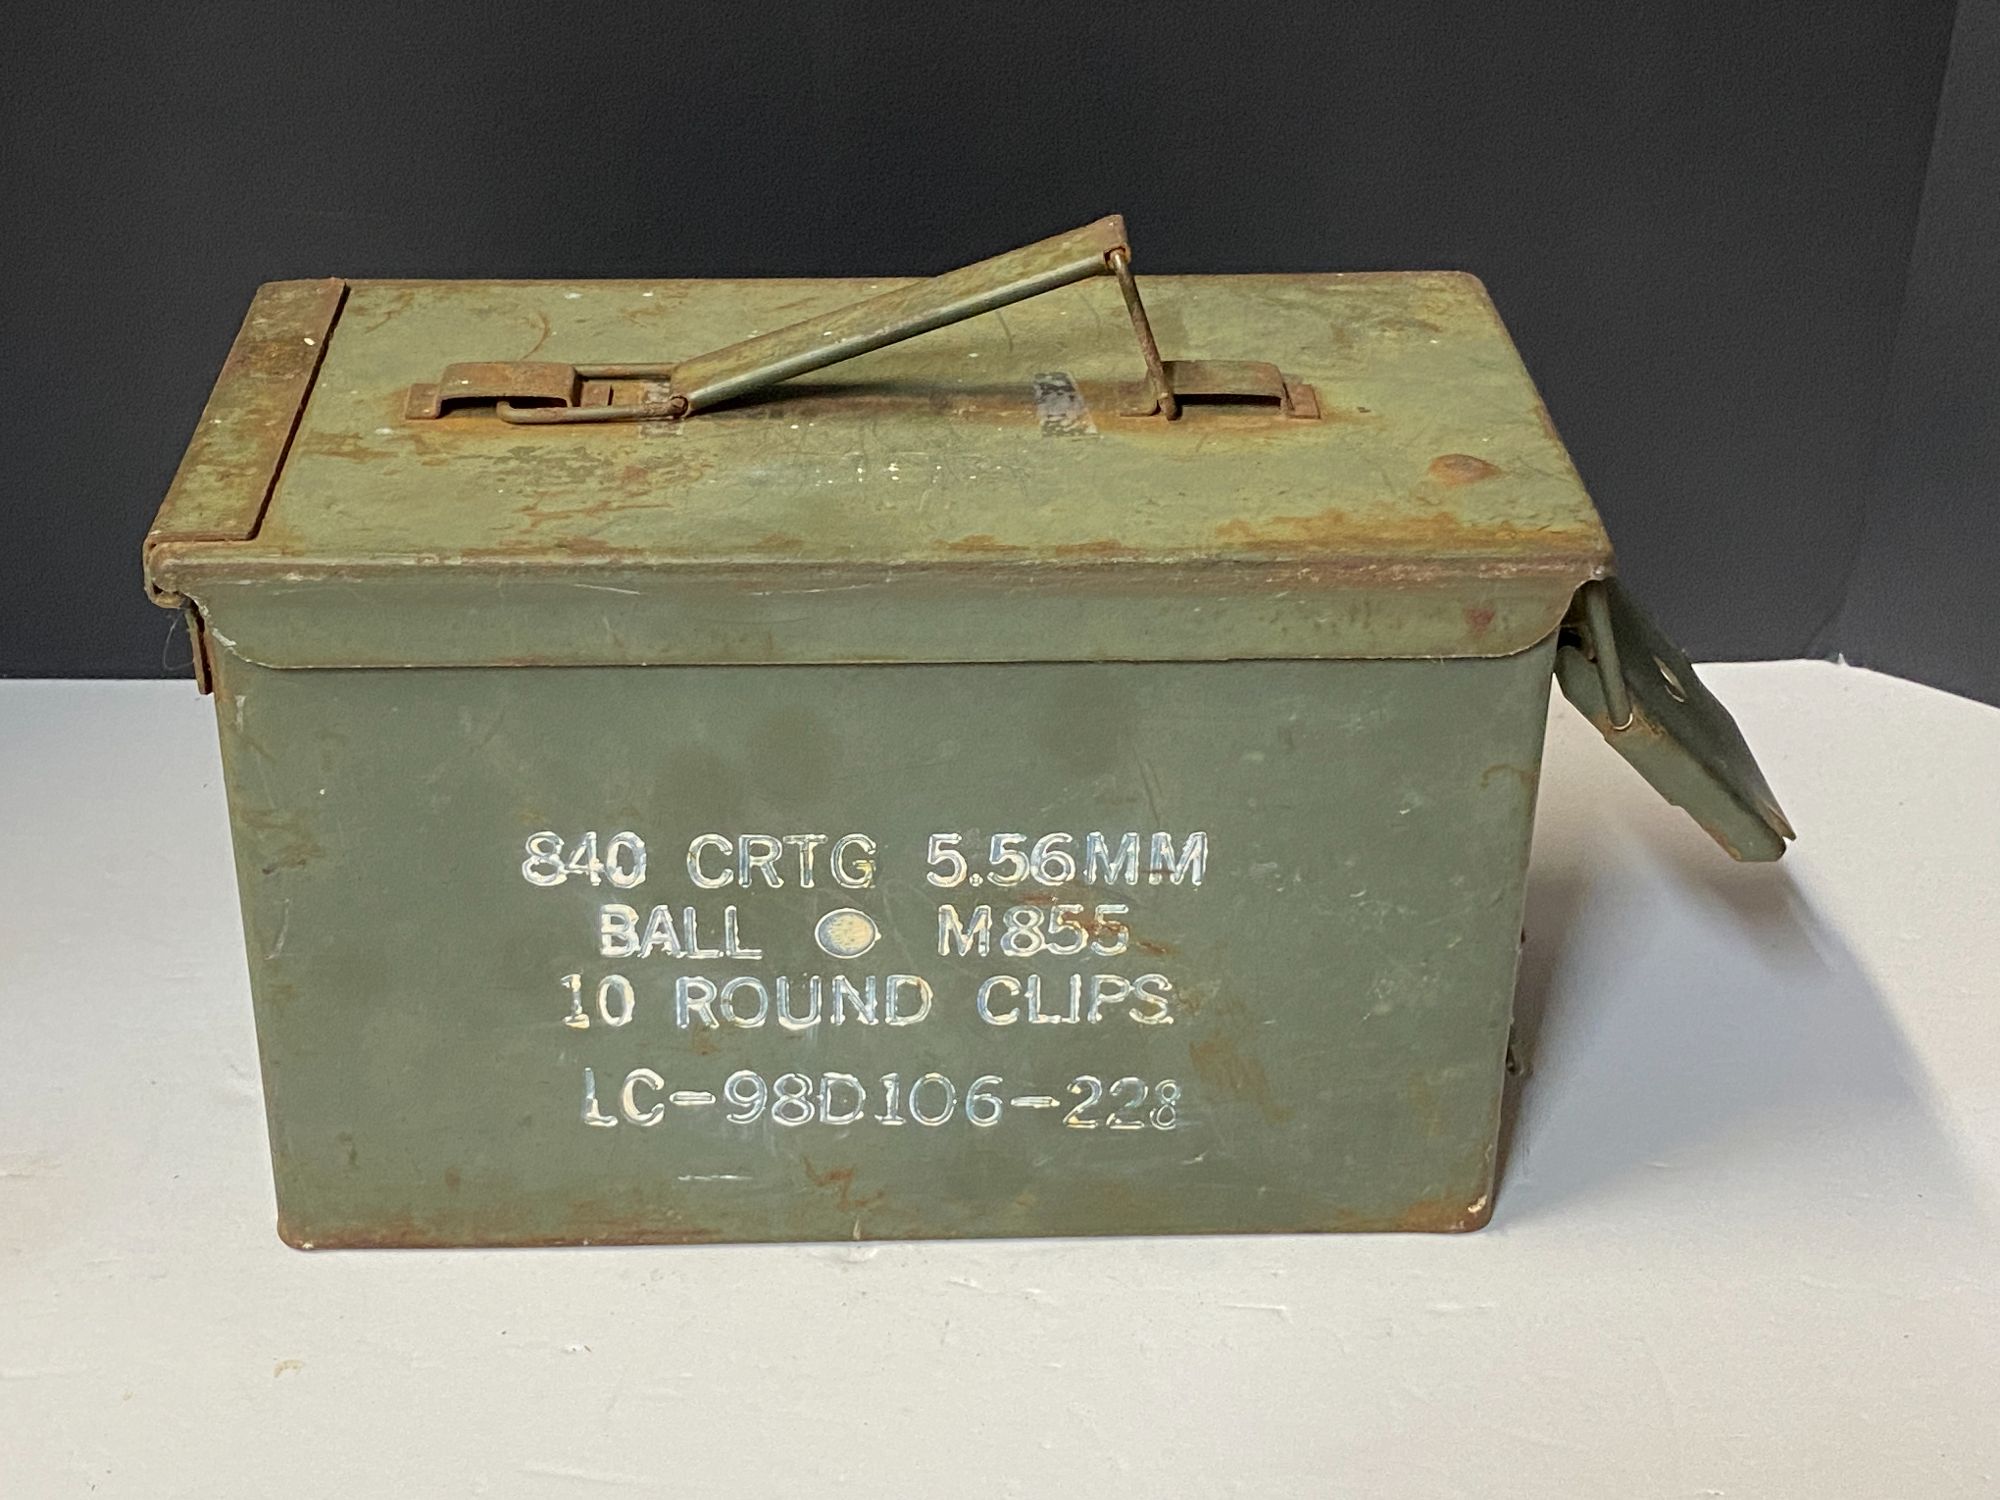 840 CRTG 5.56MM
BALL M855
10 ROUND CLIPS
LC-98D106-228